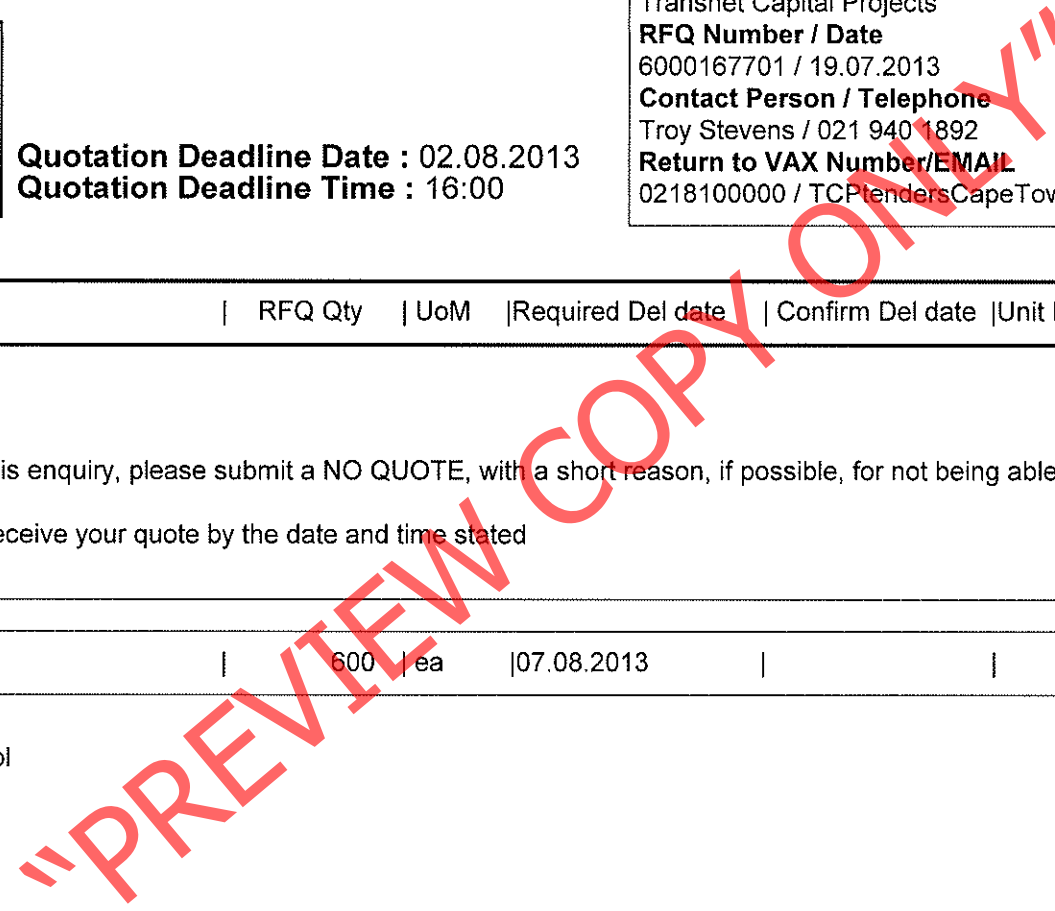 Transnet Capital Projects
RFQ Number / Date
6000167701 / 19.07.2013
Contact Person / Telephone
Troy Stevens / 021 940 1892
Return to VAX Number/EMAIL
0218100000 / TCPtendersCapeTow
Quotation Deadline Date : 02.08.2013
Quotation Deadline Time : 16:00
| RFQ Qty | UoM |Required Del date | Confirm Del date |Unit
is enquiry, please submit a NO QUOTE, with a short reason, if possible, for not being able
eceive your quote by the date and time stated
| 600 | ea |07.08.2013 | |
ol
"PREVIEW COPY ONLY"